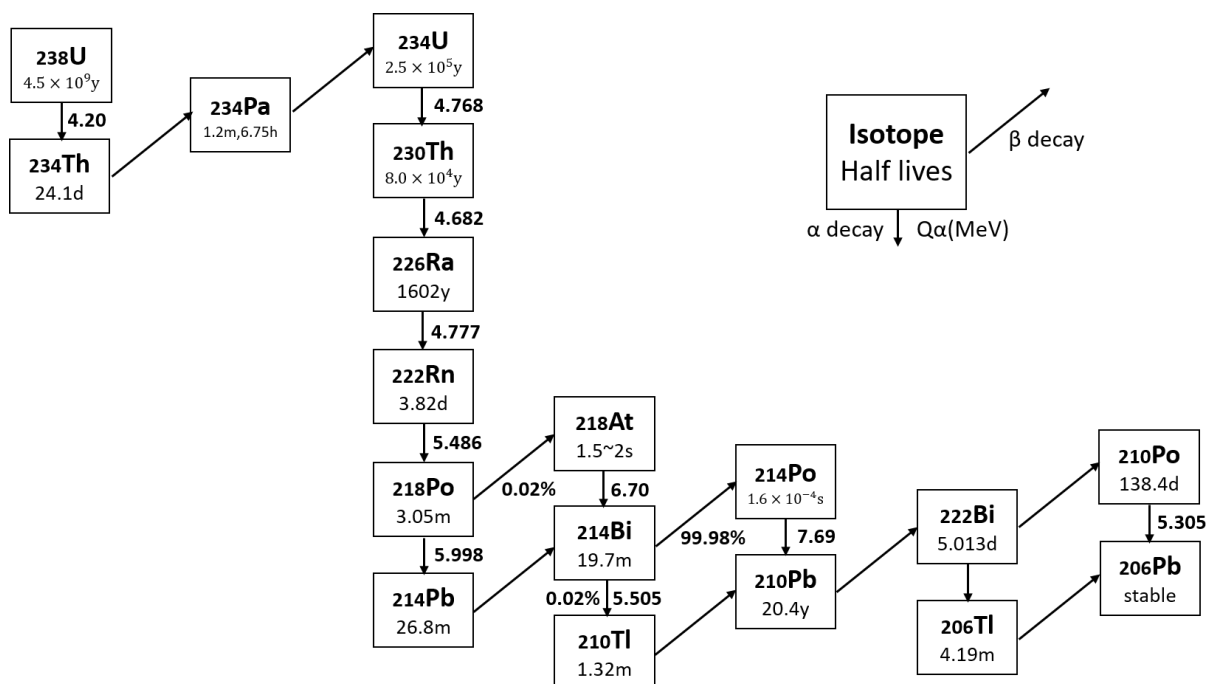 238U
4.5 × 10⁹y
4.20
234Th
24.1d
234Pa
1.2m,6.75h
234U
2.5 × 10⁵y
4.768
230Th
8.0 × 10⁴y
4.682
226Ra
1602y
4.777
222Rn
3.82d
5.486
218Po
3.05m
0.02%
5.998
214Pb
26.8m
218At
1.5~2s
6.70
214Bi
19.7m
99.98%
0.02% 5.505
210Tl
1.32m
214Po
1.6 × 10⁻⁴s
7.69
210Pb
20.4y
222Bi
5.013d
206Tl
4.19m
210Po
138.4d
5.305
206Pb
stable
Isotope
Half lives
β decay
α decay Qα(MeV)